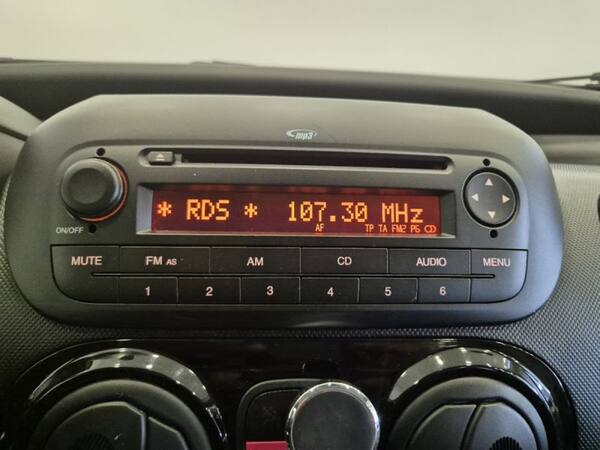 mp3
* RDS * 107.30 MHz
AF TP TA FM2 P6
ON/OFF
MUTE FM AS AM CD AUDIO MENU
1 2 3 4 5 6